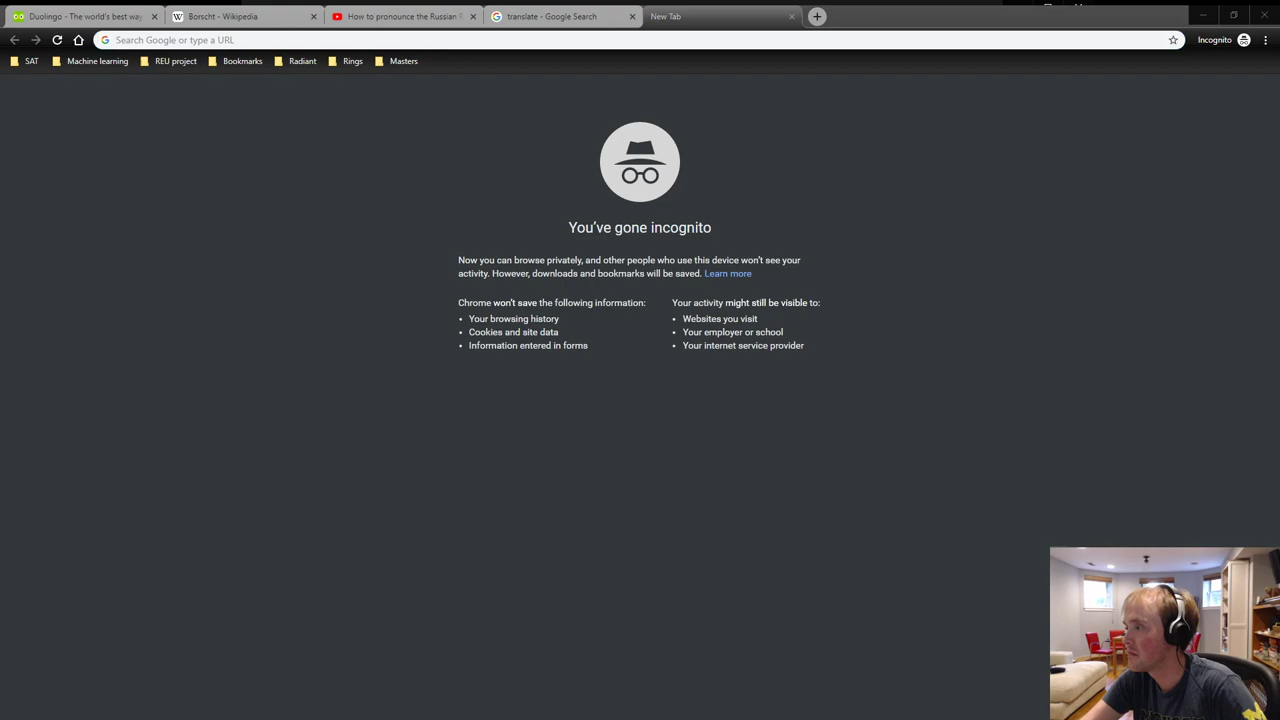 Duolingo - The world's best way
Borscht - Wikipedia
How to pronounce the Russian
translate - Google Search
New Tab
Search Google or type a URL
Incognito
SAT
Machine learning
REU project
Bookmarks
Radiant
Rings
Masters
You've gone incognito
Now you can browse privately, and other people who use this device won't see your
activity. However, downloads and bookmarks will be saved. Learn more
Chrome won't save the following information:
• Your browsing history
• Cookies and site data
• Information entered in forms
Your activity might still be visible to:
• Websites you visit
• Your employer or school
• Your internet service provider